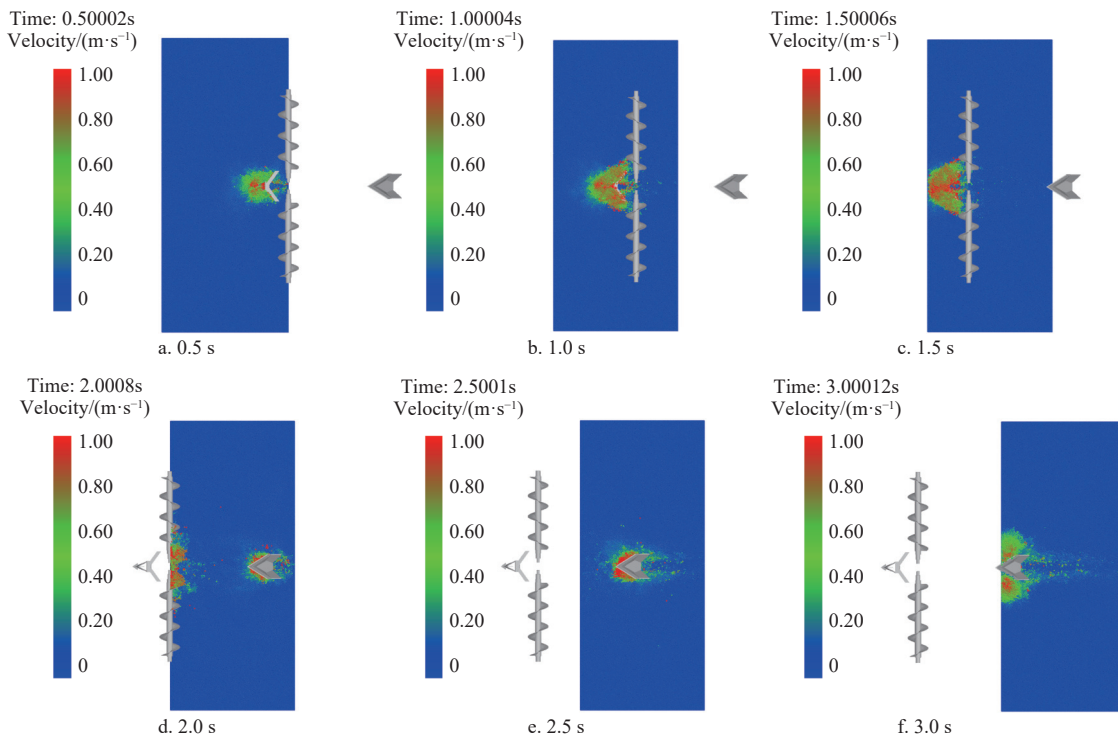 Time: 0.50002s
Velocity/(m·s⁻¹)
1.00
0.80
0.60
0.40
0.20
0
a. 0.5 s
Time: 1.00004s
Velocity/(m·s⁻¹)
1.00
0.80
0.60
0.40
0.20
0
b. 1.0 s
Time: 1.50006s
Velocity/(m·s⁻¹)
1.00
0.80
0.60
0.40
0.20
0
c. 1.5 s
Time: 2.0008s
Velocity/(m·s⁻¹)
1.00
0.80
0.60
0.40
0.20
0
d. 2.0 s
Time: 2.5001s
Velocity/(m·s⁻¹)
1.00
0.80
0.60
0.40
0.20
0
e. 2.5 s
Time: 3.00012s
Velocity/(m·s⁻¹)
1.00
0.80
0.60
0.40
0.20
0
f. 3.0 s